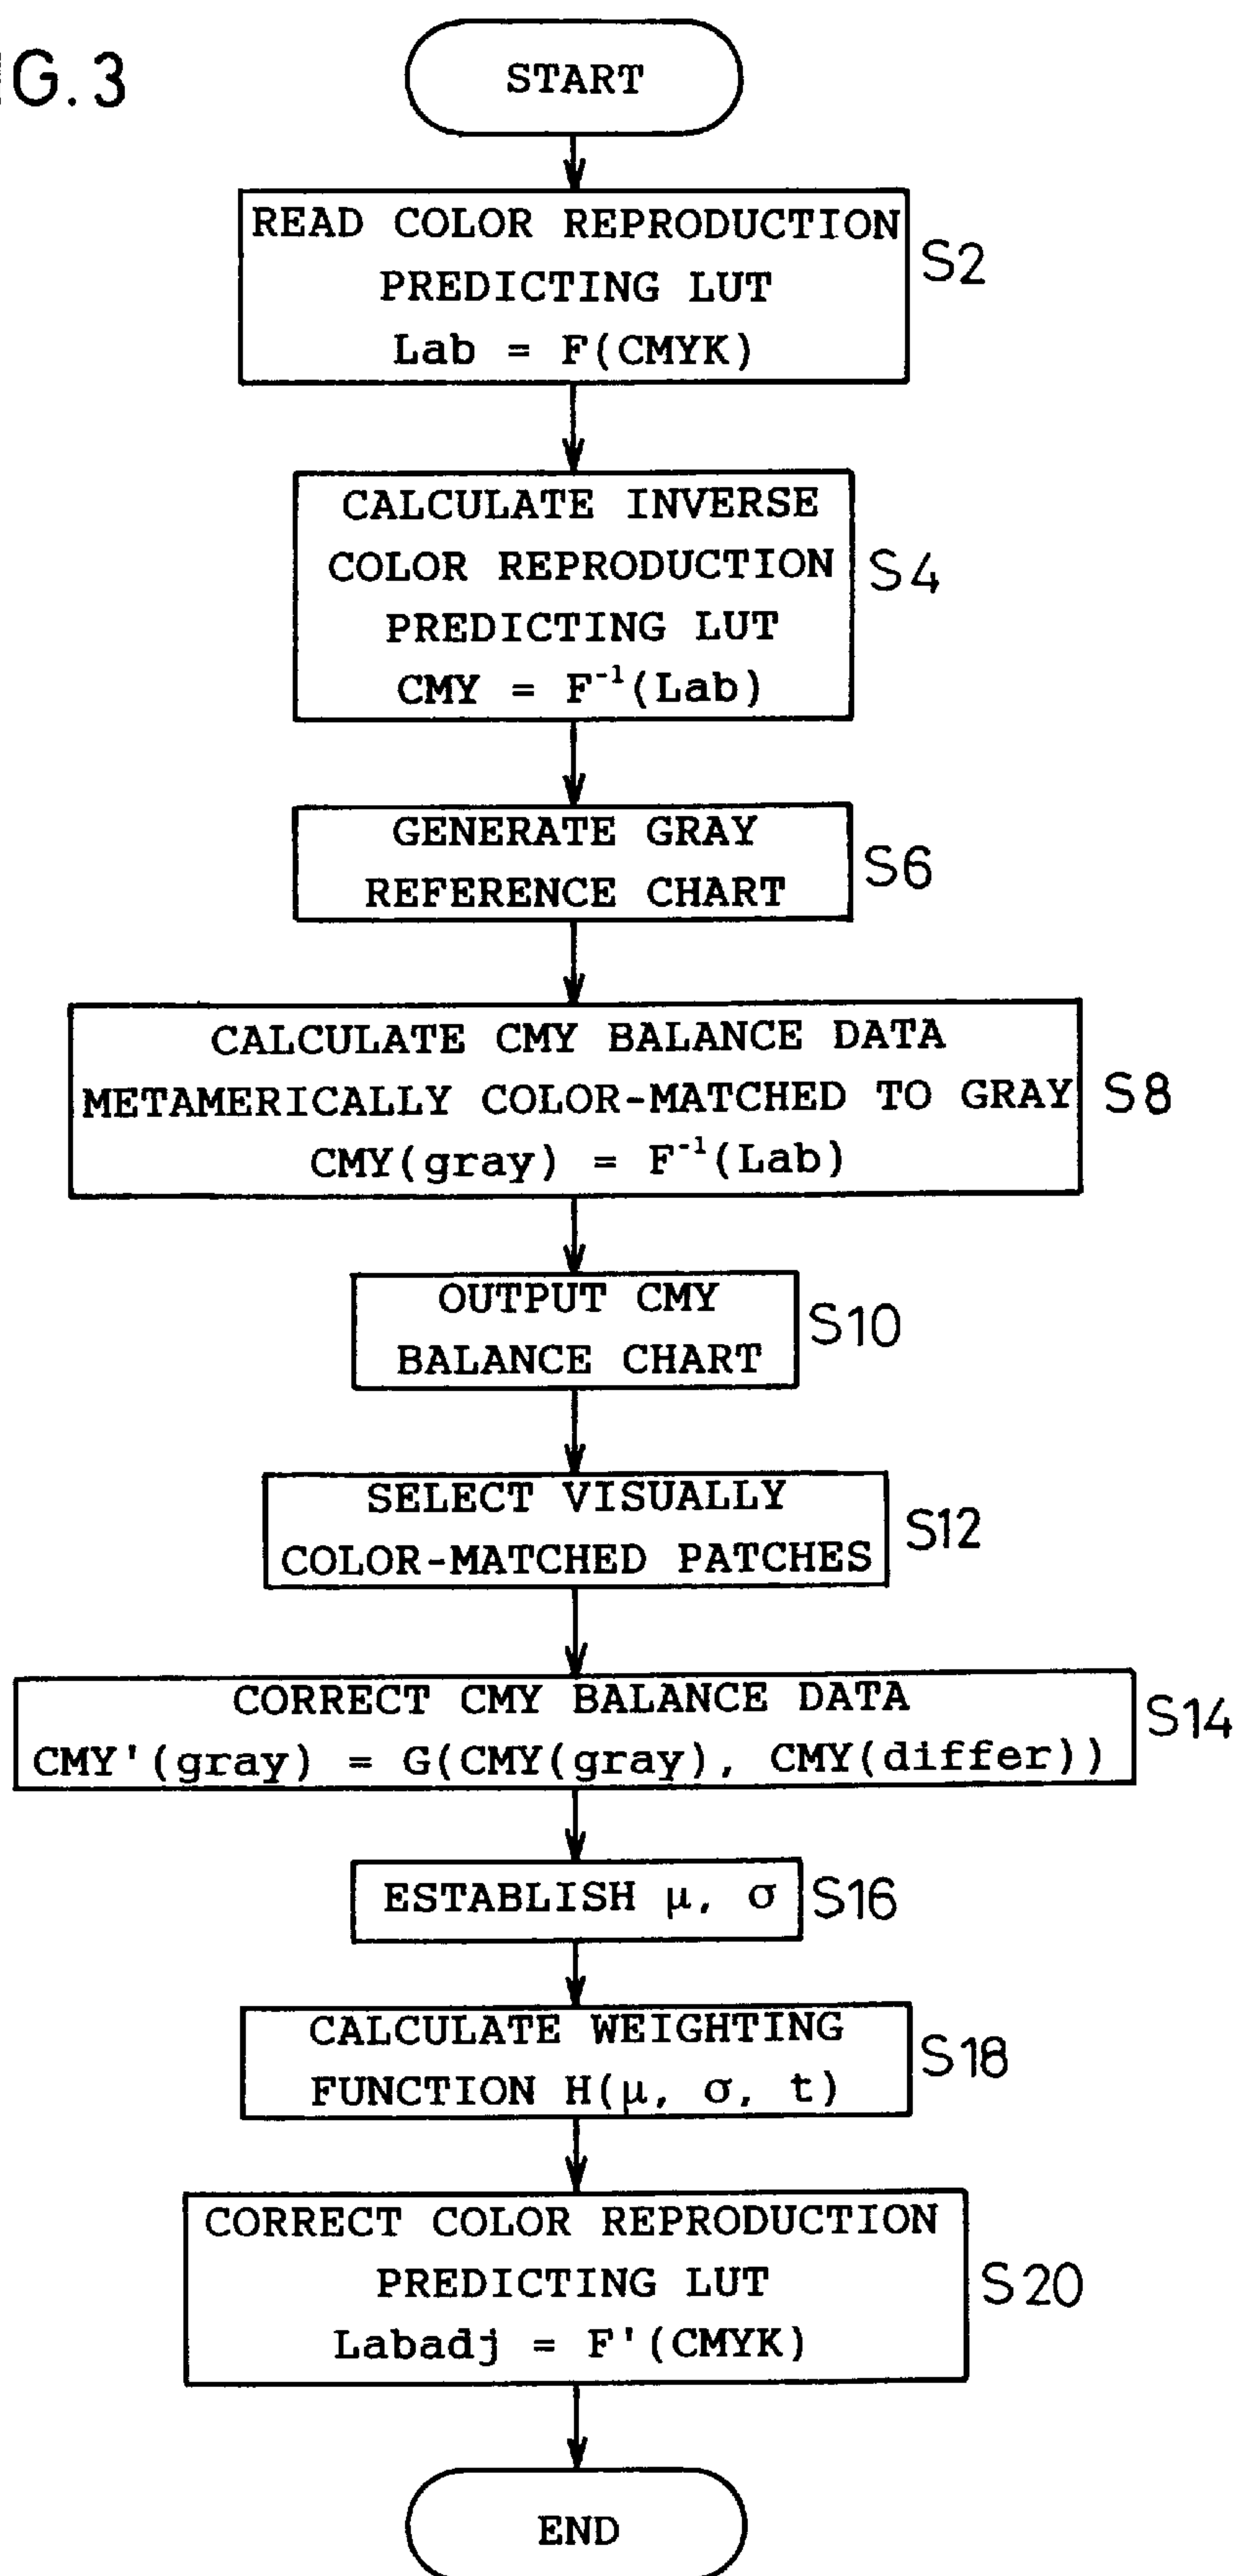 G.3
START
READ COLOR REPRODUCTION
PREDICTING LUT
Lab = F(CMYK)
S2
CALCULATE INVERSE
COLOR REPRODUCTION
PREDICTING LUT
CMY = F⁻¹(Lab)
S4
GENERATE GRAY
REFERENCE CHART
S6
CALCULATE CMY BALANCE DATA
METAMERICALLY COLOR-MATCHED TO GRAY
CMY(gray) = F⁻¹(Lab)
S8
OUTPUT CMY
BALANCE CHART
S10
SELECT VISUALLY
COLOR-MATCHED PATCHES
S12
CORRECT CMY BALANCE DATA
CMY'(gray) = G(CMY(gray), CMY(differ))
S14
ESTABLISH μ, σ
S16
CALCULATE WEIGHTING
FUNCTION H(μ, σ, t)
S18
CORRECT COLOR REPRODUCTION
PREDICTING LUT
Labadj = F'(CMYK)
S20
END